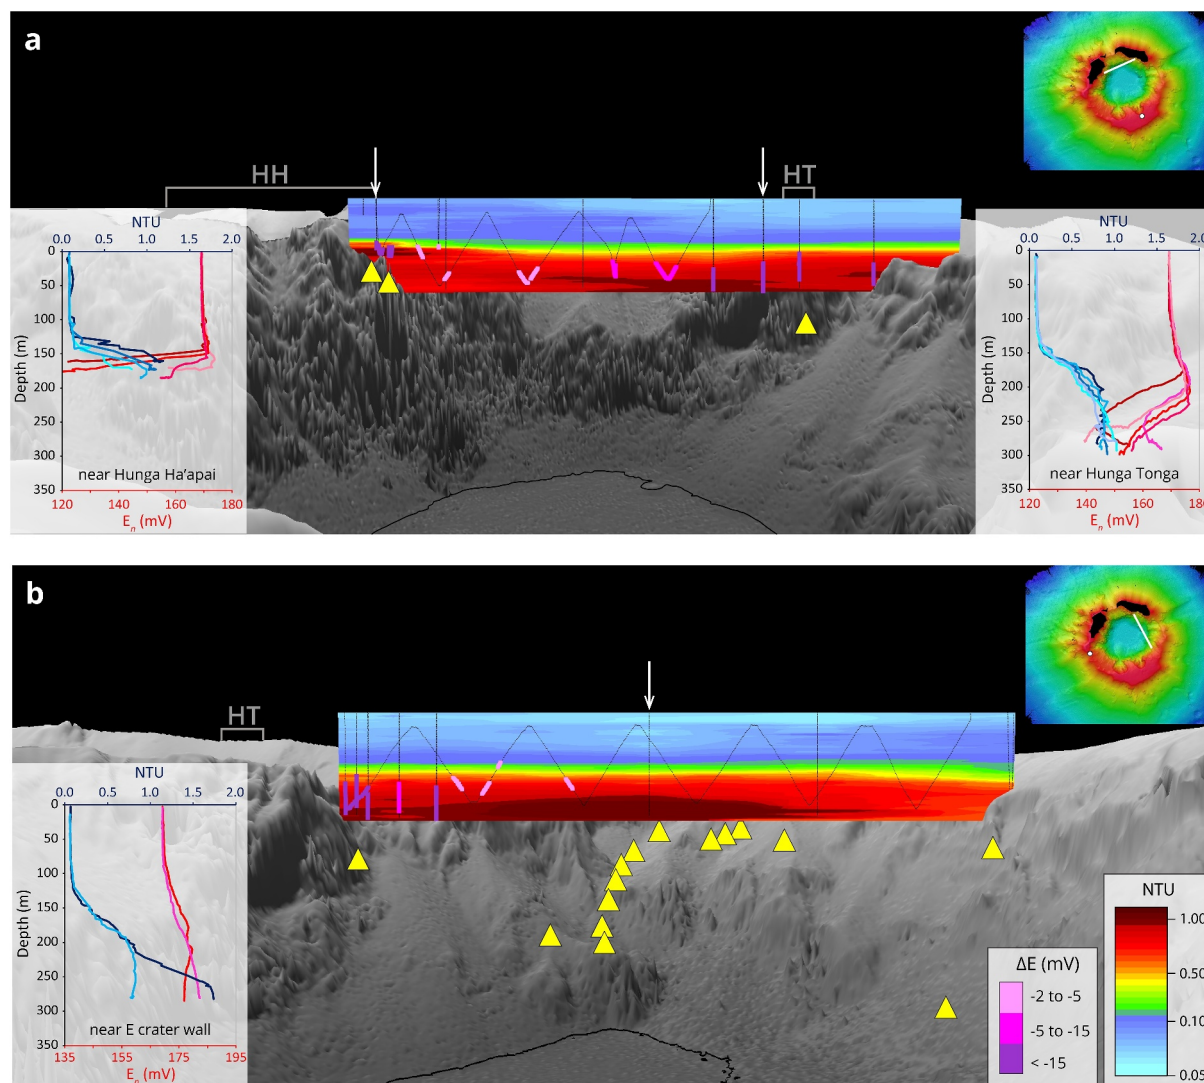 a
HH
HT
NTU
0.0 0.5 1.0 1.5 2.0
0
50
100
150
200
250
300
350
Depth (m)
near Hunga Ha’apai
120 140 160 180
En (mV)
NTU
0.0 0.5 1.0 1.5 2.0
0
50
100
150
200
250
300
350
Depth (m)
near Hunga Tonga
120 140 160 180
En (mV)
b
HT
NTU
0.0 0.5 1.0 1.5 2.0
0
50
100
150
200
250
300
350
Depth (m)
near E crater wall
135 155 175 195
En (mV)
ΔE (mV)
-2 to -5
-5 to -15
< -15
NTU
1.00
0.50
0.10
0.05